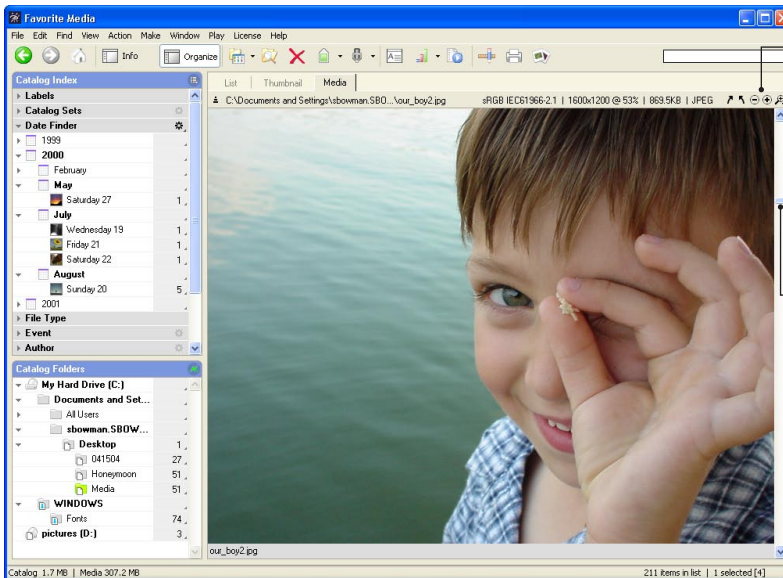 Favorite Media
File Edit Find View Action Make Window Play License Help
Info Organize
Catalog Index
Labels
Catalog Sets
Date Finder
1999
2000
February
May
Saturday 27 1
July
Wednesday 19 1
Friday 21 1
Saturday 22 1
August
Sunday 20 5
2001
File Type
Event
Author
Catalog Folders
My Hard Drive (C:)
Documents and Set...
All Users
sbowman.SBOW...
Desktop 1
041504 27
Honeymoon 51
Media 51
WINDOWS
Fonts 74
pictures (D:) 3
List Thumbnail Media
C:\Documents and Settings\sbowman.SBO...\our_boy2.jpg sRGB IEC61966-2.1 | 1600x1200 @ 53% | 869.5KB | JPEG
our_boy2.jpg
Catalog 1.7 MB | Media 307.2 MB 211 items in list | 1 selected [4]